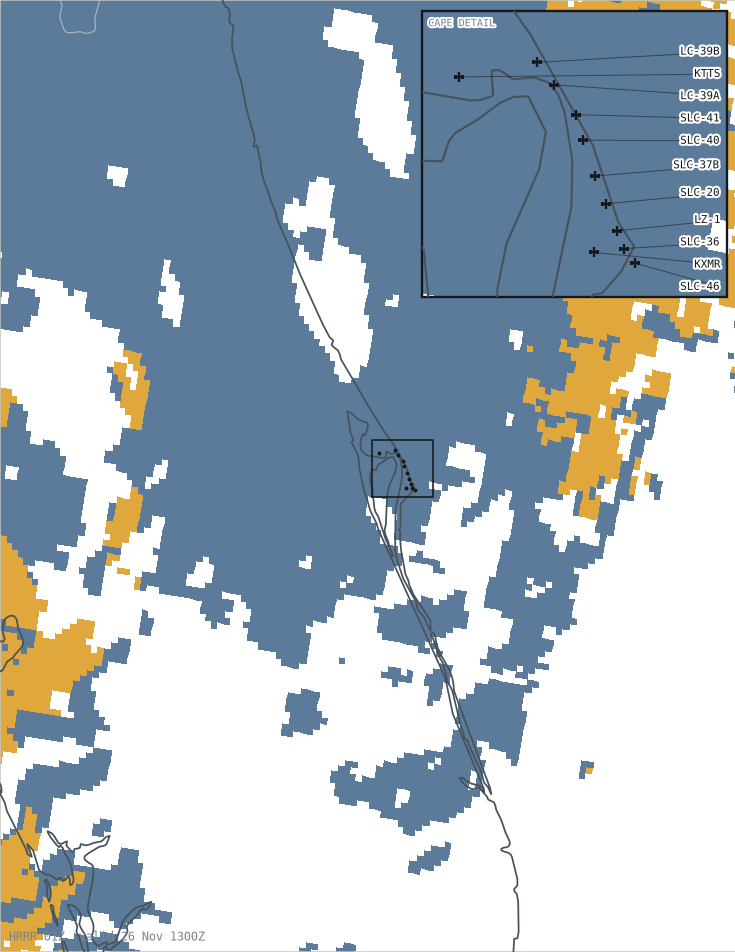 CAPE DETAIL
LC-39B
KTTS
LC-39A
SLC-41
SLC-40
SLC-37B
SLC-20
LZ-1
SLC-36
KXMR
SLC-46
HRRR 26 Nov 1300Z